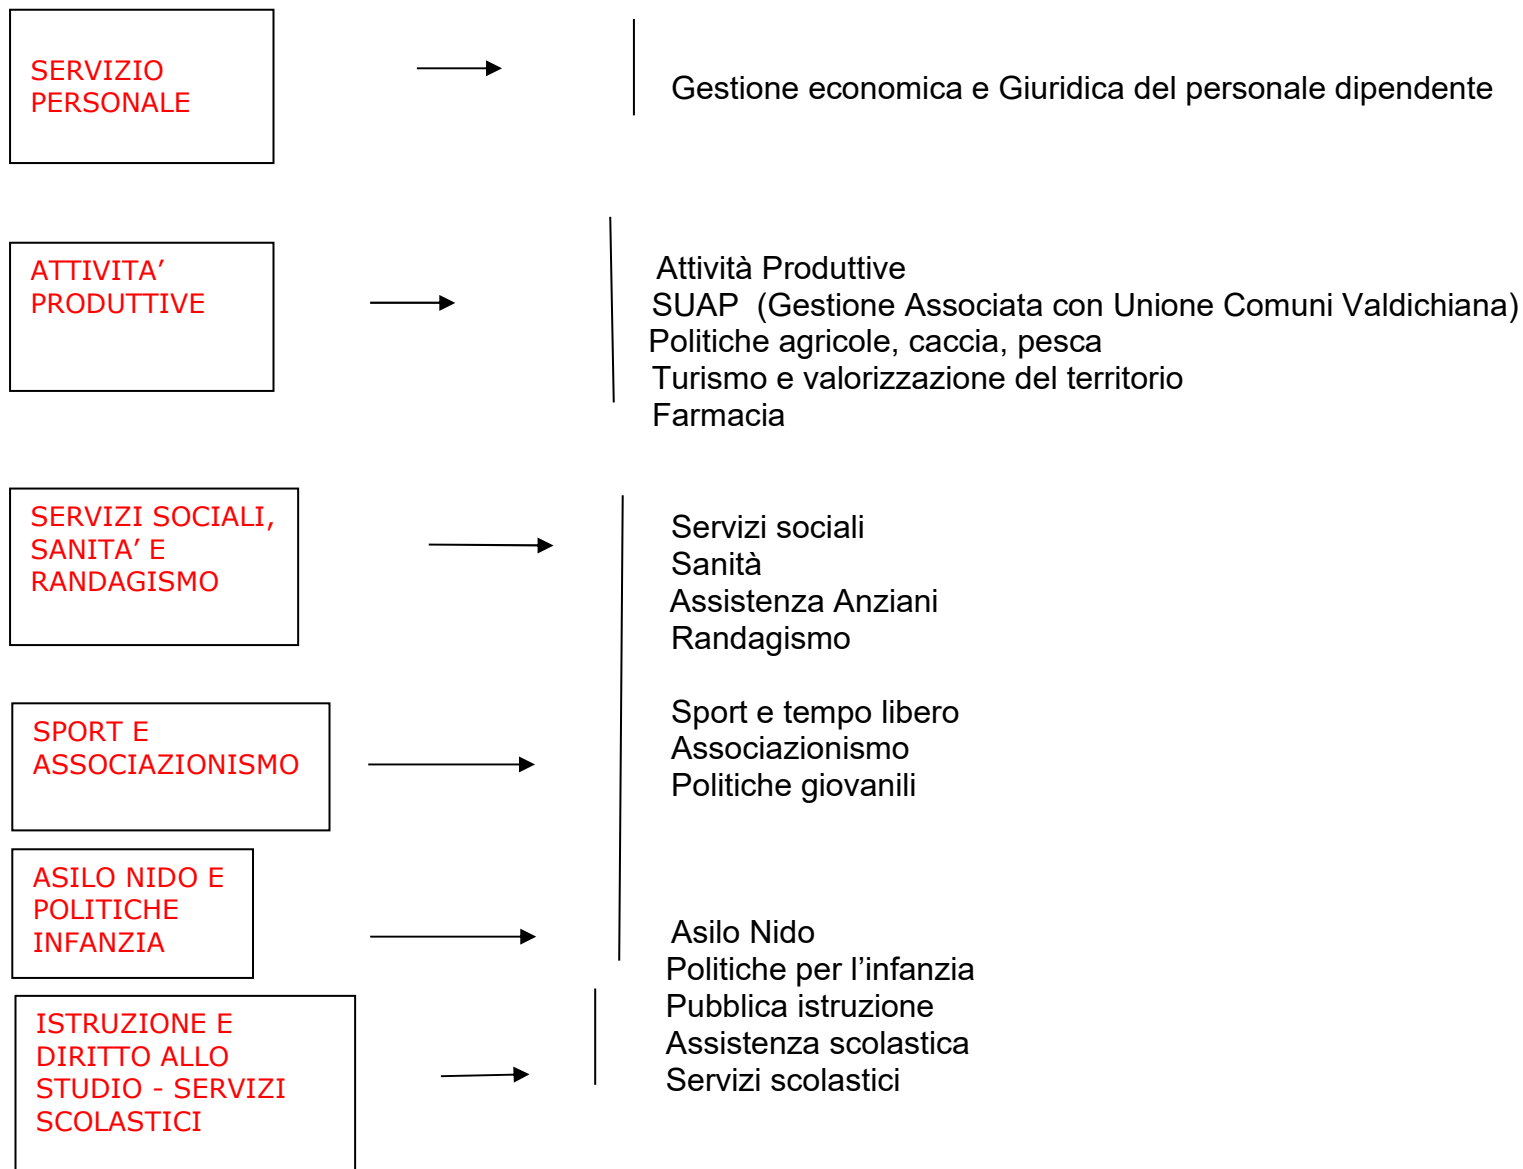 SERVIZIO
PERSONALE
Gestione economica e Giuridica del personale dipendente
ATTIVITA’
PRODUTTIVE
Attività Produttive
SUAP (Gestione Associata con Unione Comuni Valdichiana)
Politiche agricole, caccia, pesca
Turismo e valorizzazione del territorio
Farmacia
SERVIZI SOCIALI,
SANITA’ E
RANDAGISMO
Servizi sociali
Sanità
Assistenza Anziani
Randagismo
SPORT E
ASSOCIAZIONISMO
Sport e tempo libero
Associazionismo
Politiche giovanili
ASILO NIDO E
POLITICHE
INFANZIA
Asilo Nido
Politiche per l’infanzia
ISTRUZIONE E
DIRITTO ALLO
STUDIO - SERVIZI
SCOLASTICI
Pubblica istruzione
Assistenza scolastica
Servizi scolastici